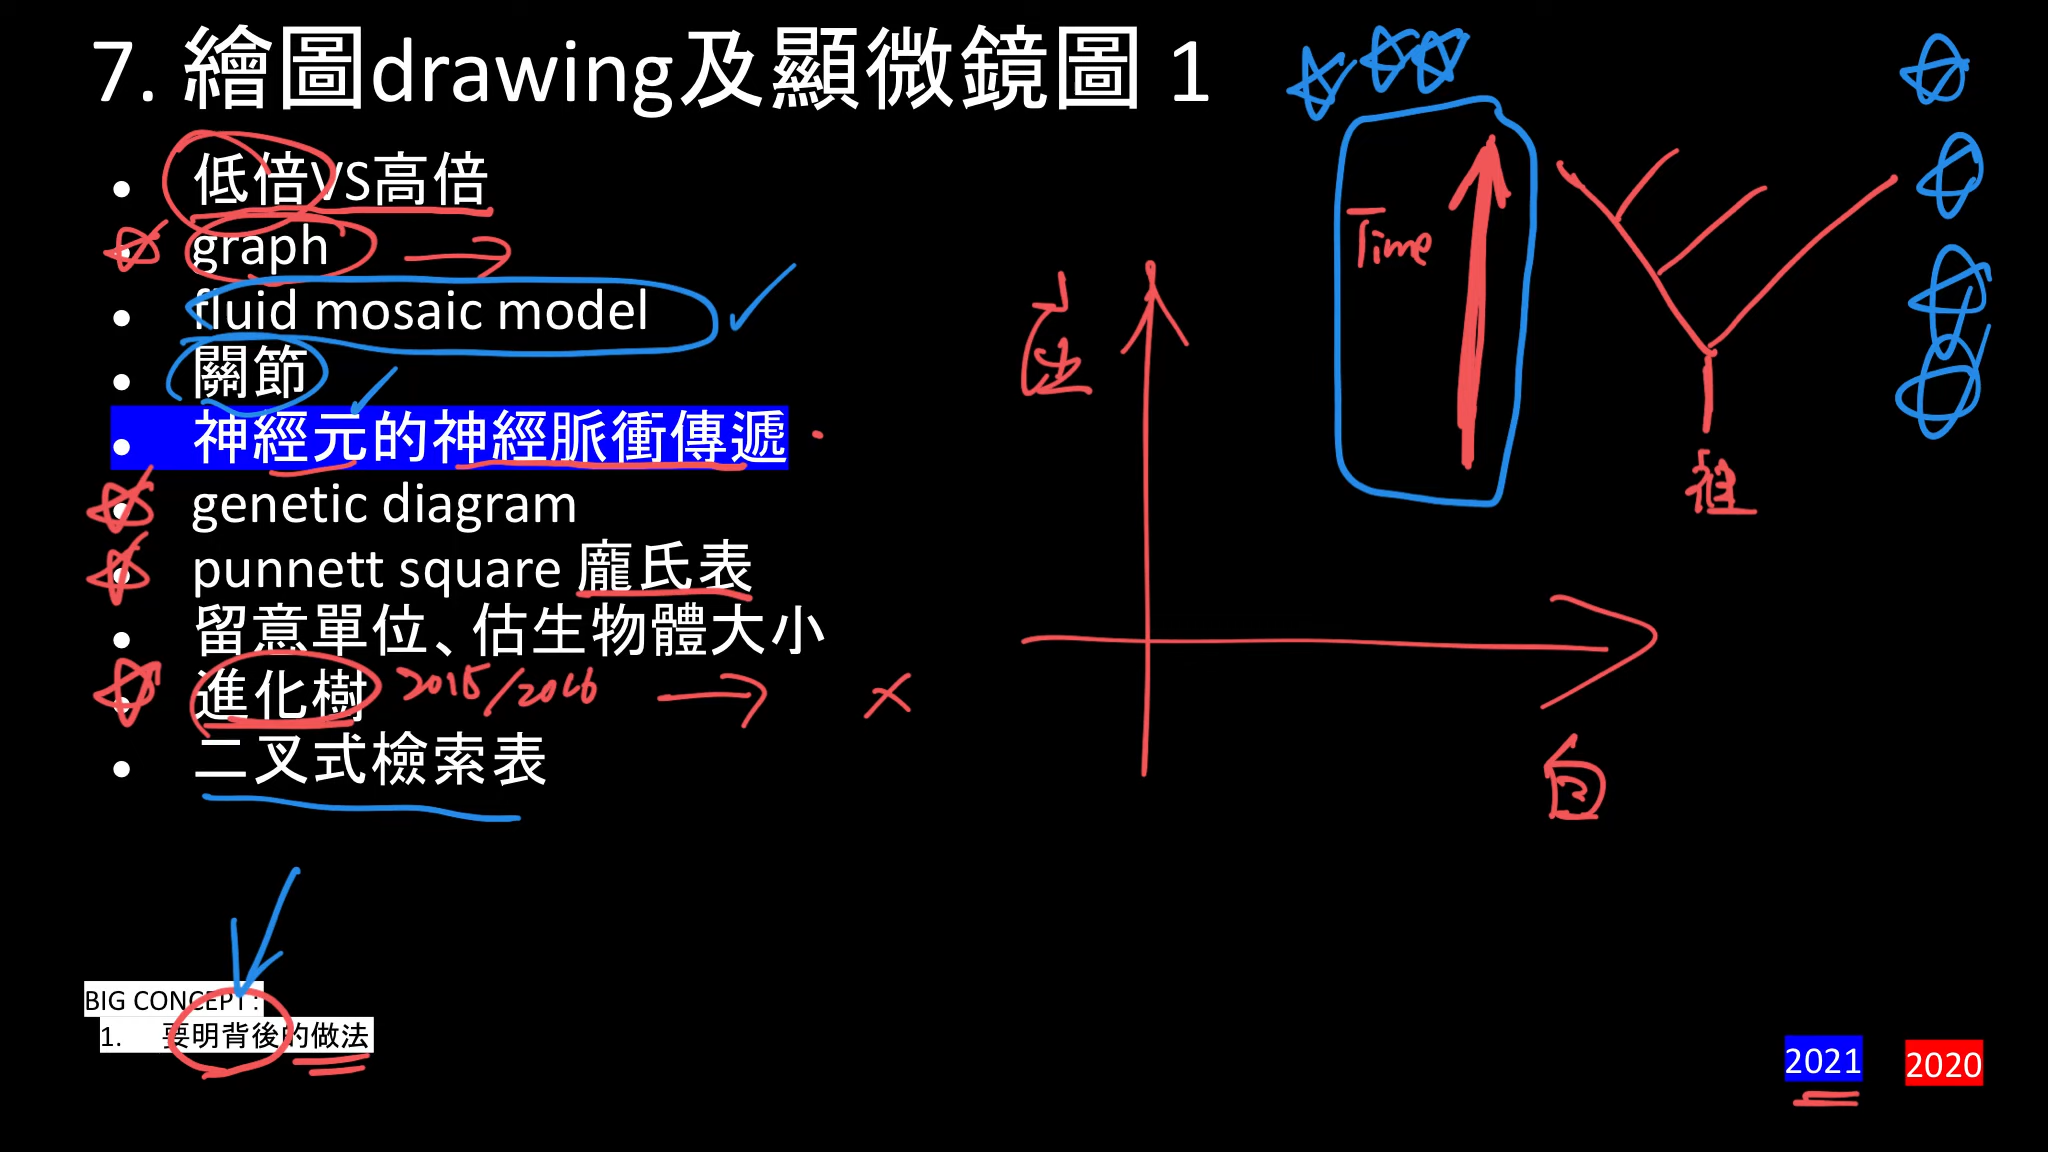 7. 繪圖drawing及顯微鏡圖 1
• 低倍VS高倍
• graph
• fluid mosaic model
• 關節
• 神經元的神經脈衝傳遞
• genetic diagram
• punnett square 龐氏表
• 留意單位、估生物體大小
• 進化樹 2015/2016
• 二叉式檢索表
Time
BIG CONCEPT :
1. 要明背後的做法
2021 2020